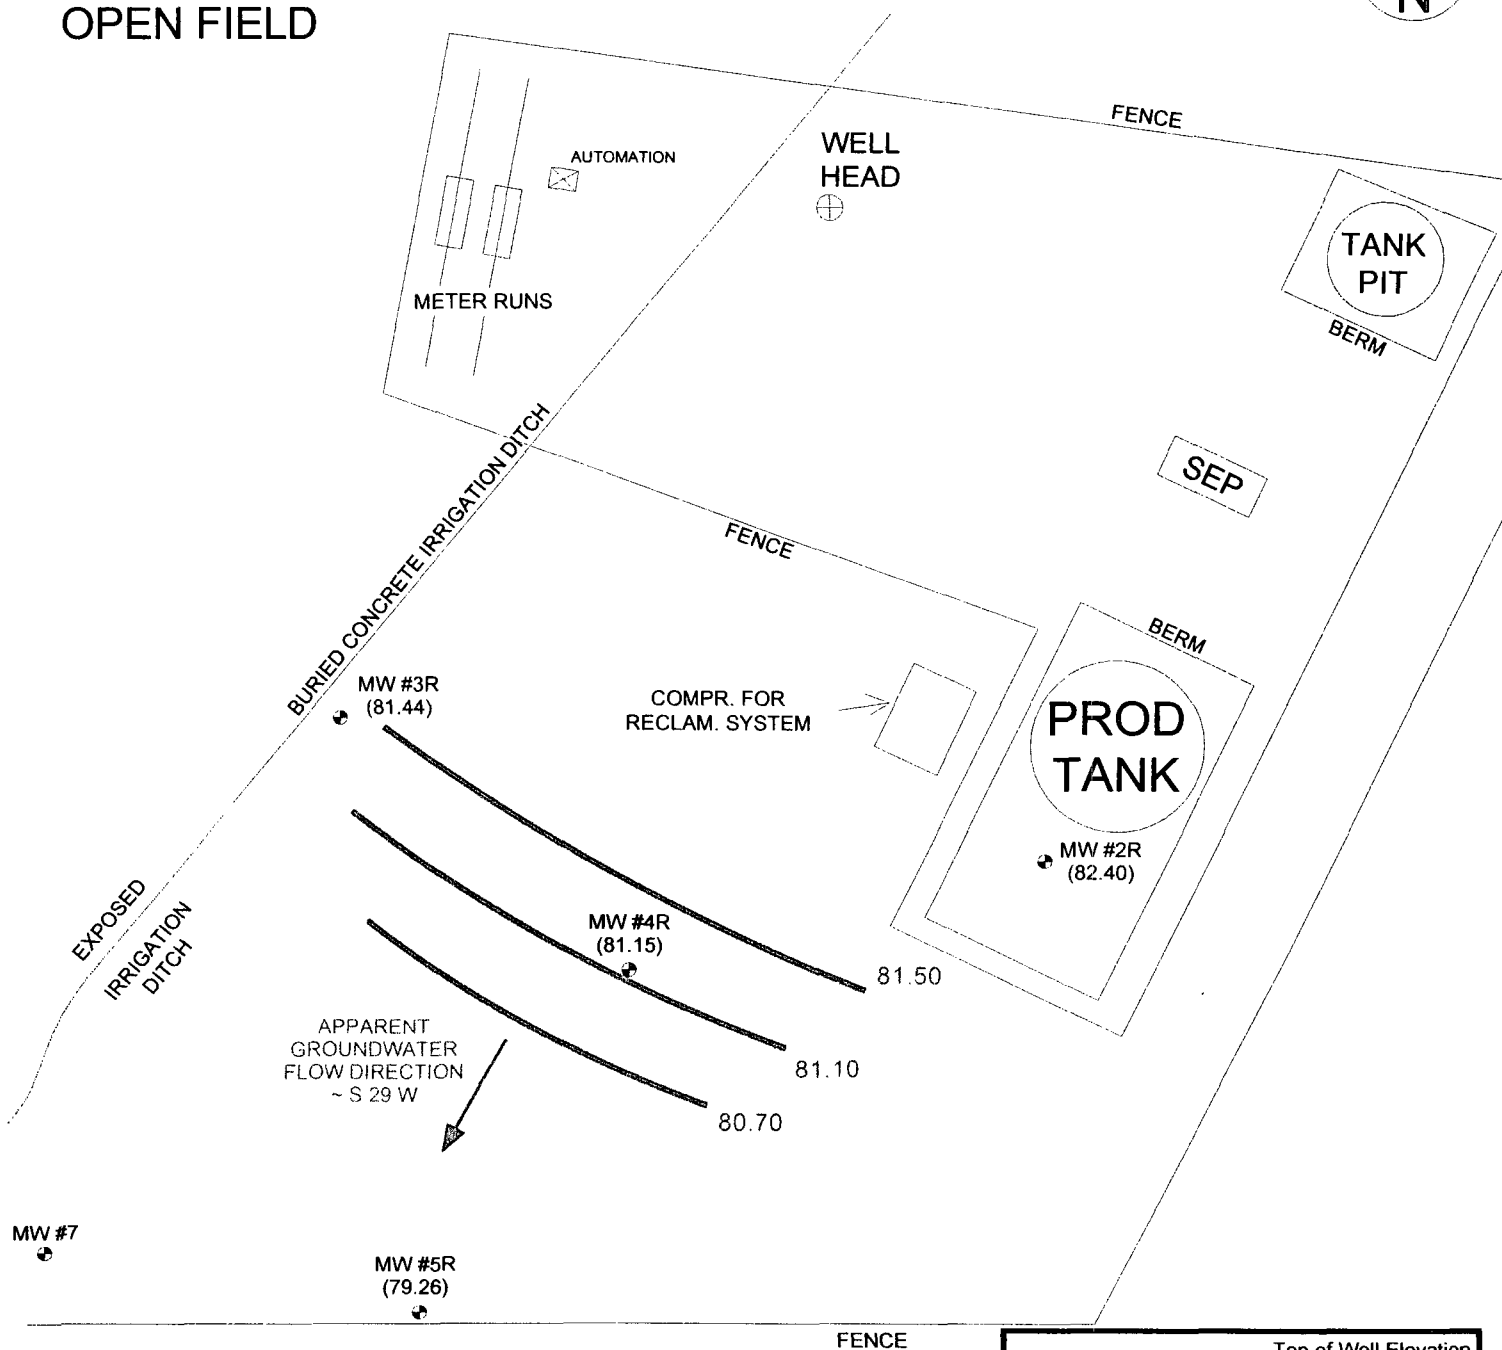 OPEN FIELD
N
FENCE
WELL
HEAD
AUTOMATION
TANK
PIT
METER RUNS
BERM
BURIED CONCRETE IRRIGATION DITCH
SEP
FENCE
BERM
MW #3R
(81.44)
COMPR. FOR
RECLAM. SYSTEM
PROD
TANK
MW #2R
(82.40)
EXPOSED
IRRIGATION
DITCH
MW #4R
(81.15)
81.50
APPARENT
GROUNDWATER
FLOW DIRECTION
~ S 29 W
81.10
80.70
MW #7
MW #5R
(79.26)
FENCE
Top of Well Elevation